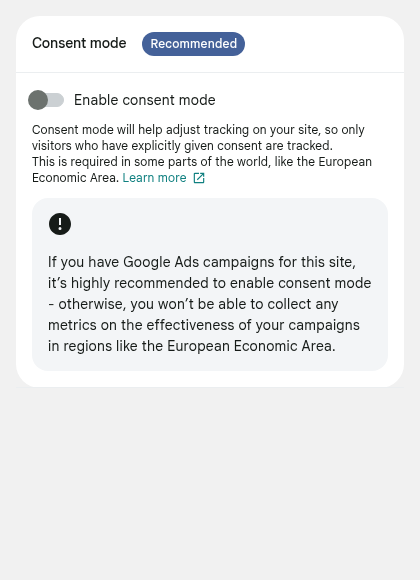 Consent mode Recommended
Enable consent mode
Consent mode will help adjust tracking on your site, so only
visitors who have explicitly given consent are tracked.
This is required in some parts of the world, like the European
Economic Area. Learn more
If you have Google Ads campaigns for this site,
it’s highly recommended to enable consent mode
- otherwise, you won’t be able to collect any
metrics on the effectiveness of your campaigns
in regions like the European Economic Area.